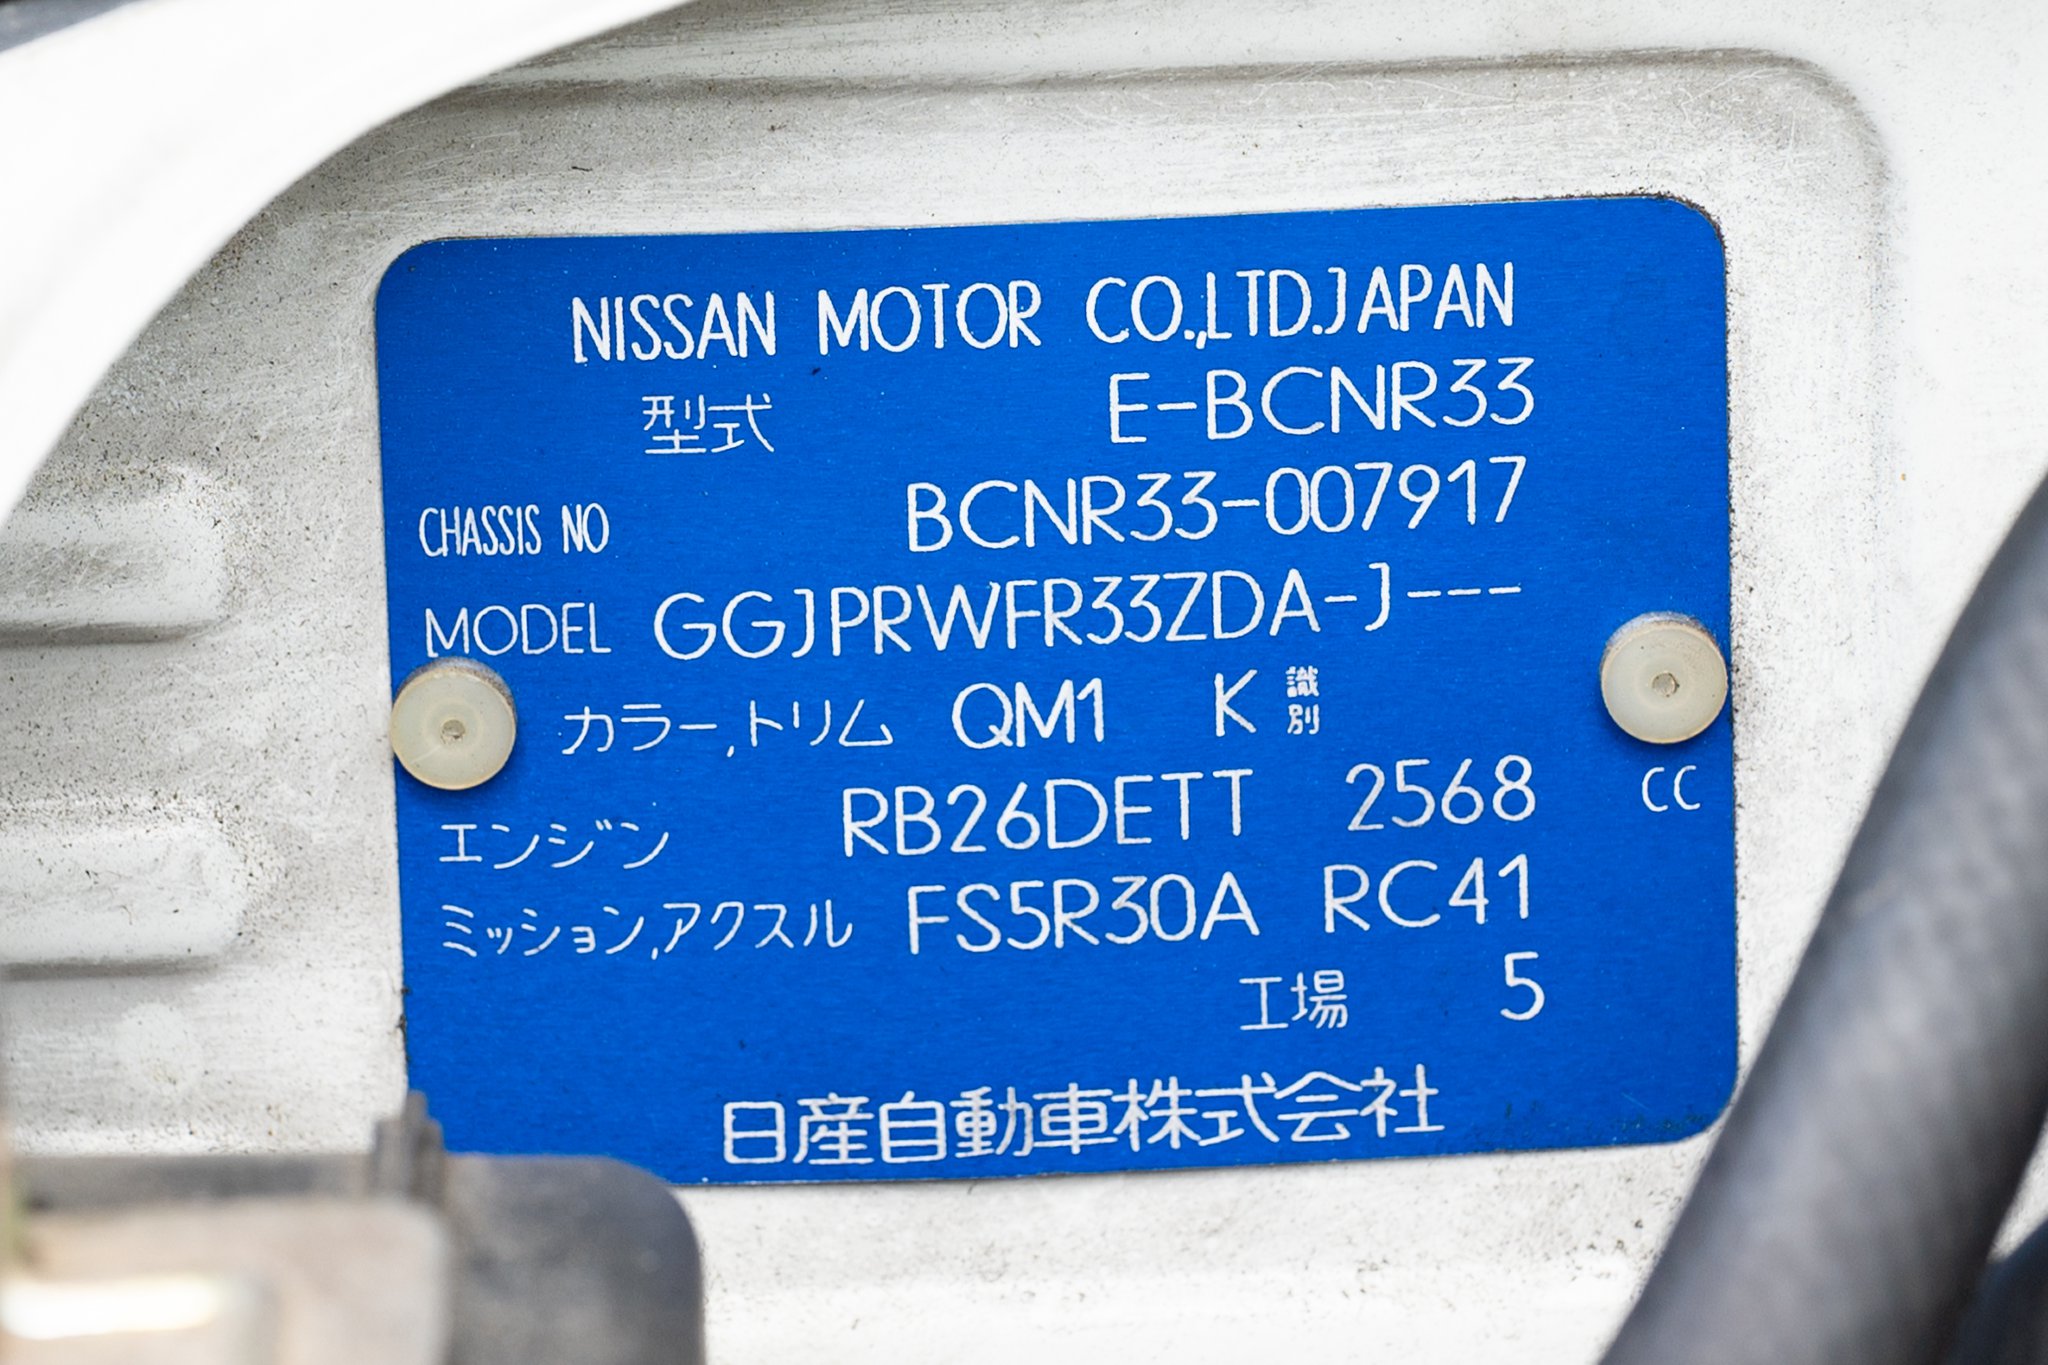 NISSAN MOTOR CO.,LTD.JAPAN
型式 E-BCNR33
CHASSIS NO BCNR33-007917
MODEL GGJPRWFR33ZDA-J---
カラー,トリム QM1 K 識別
エンジン RB26DETT 2568 CC
ミッション,アクスル FS5R30A RC41
工場 5
日産自動車株式会社